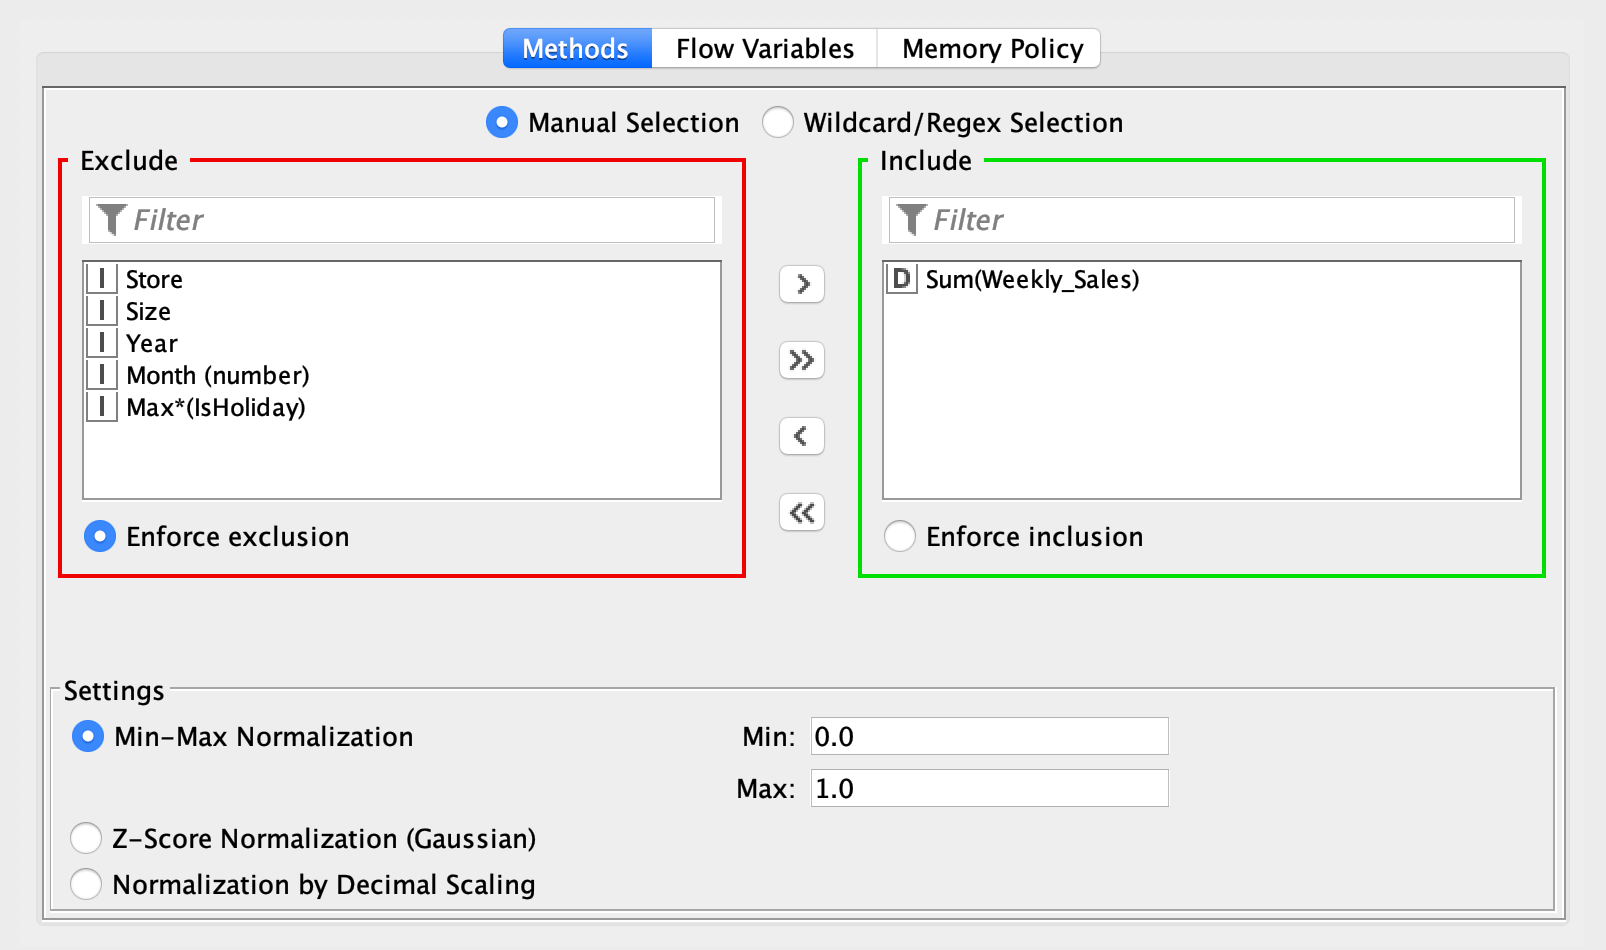 Methods Flow Variables Memory Policy
Manual Selection Wildcard/Regex Selection
Exclude
Filter
I Store
I Size
I Year
I Month (number)
I Max*(IsHoliday)
Enforce exclusion
>
>>
<
<<
Include
Filter
D Sum(Weekly_Sales)
Enforce inclusion
Settings
Min-Max Normalization Min: 0.0
Max: 1.0
Z-Score Normalization (Gaussian)
Normalization by Decimal Scaling